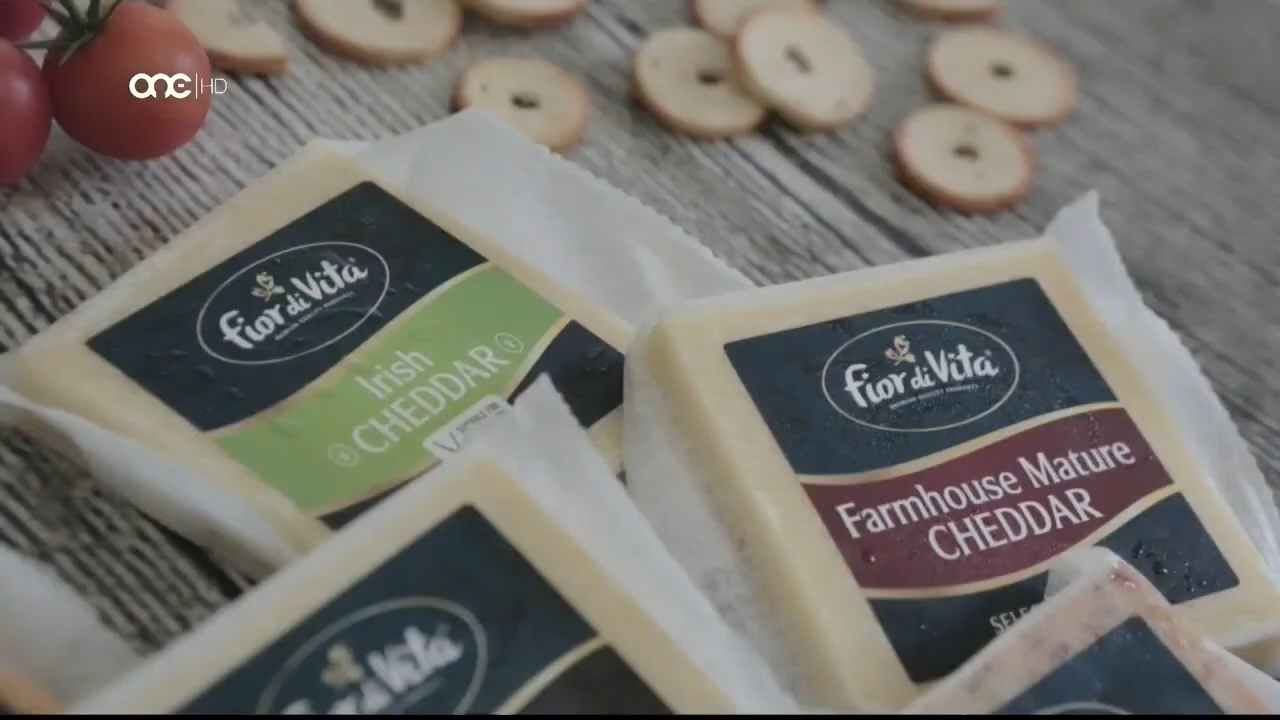 one HD
Fior di Vita
Irish
CHEDDAR
Fior di Vita
Farmhouse Mature
CHEDDAR
Fior di Vita